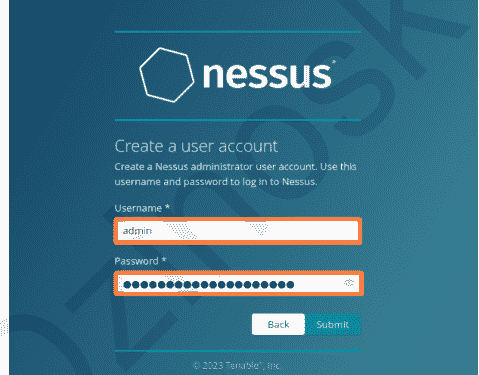 nessus
Create a user account
Create a Nessus administrator user account. Use this
username and password to log in to Nessus.
Username *
admin
Password *
●●●●●●●●●●●●●●●●●●●●
Back Submit
© 2023 Tenable™, Inc.